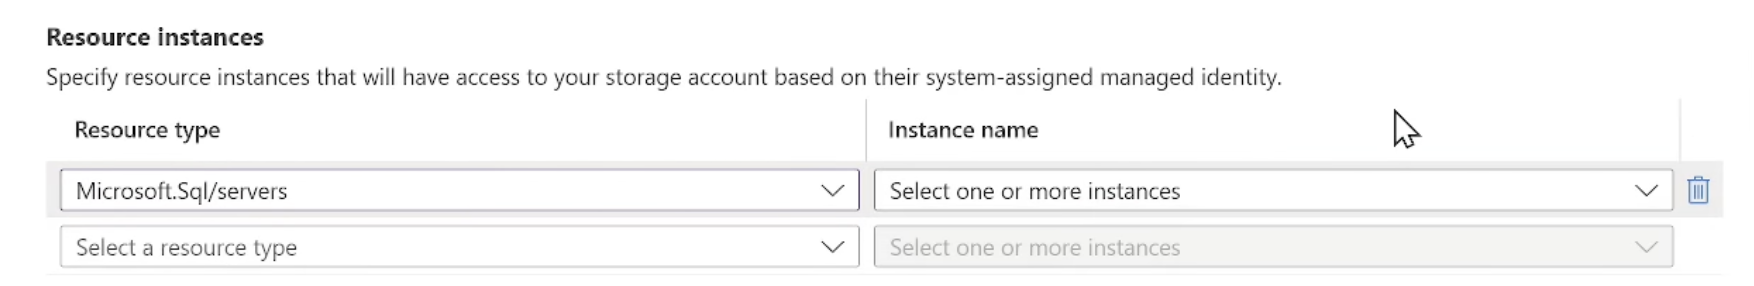 Resource instances
Specify resource instances that will have access to your storage account based on their system-assigned managed identity.
Resource type Instance name
Microsoft.Sql/servers Select one or more instances
Select a resource type Select one or more instances